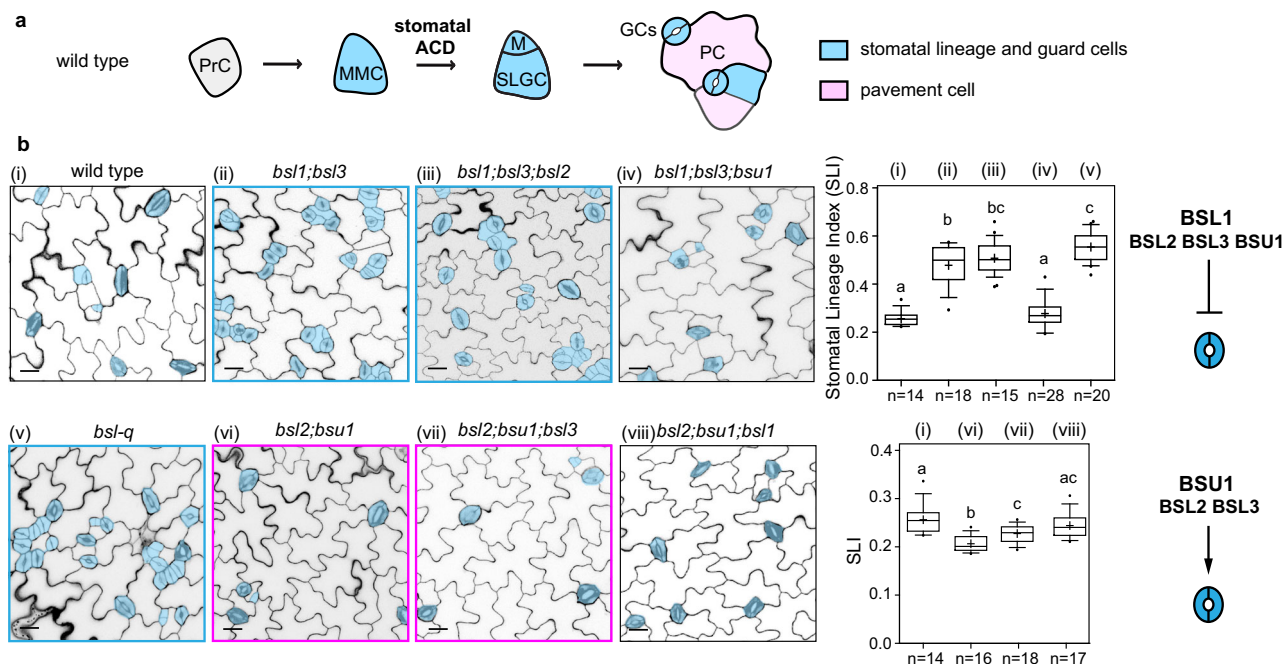 a
wild type
PrC
MMC
stomatal
ACD
M
SLGC
GCs
PC
stomatal lineage and guard cells
pavement cell
b
(i) wild type
(ii) bsl1;bsl3
(iii) bsl1;bsl3;bsl2
(iv) bsl1;bsl3;bsu1
Stomatal Lineage Index (SLI)
(i) (ii) (iii) (iv) (v)
0.8
0.6
0.4
0.2
0.0
a b bc a c
n=14 n=18 n=15 n=28 n=20
BSL1
BSL2 BSL3 BSU1
(v) bsl-q
(vi) bsl2;bsu1
(vii) bsl2;bsu1;bsl3
(viii) bsl2;bsu1;bsl1
SLI
(i) (vi) (vii) (viii)
0.4
0.3
0.2
0.1
0.0
a b c ac
n=14 n=16 n=18 n=17
BSU1
BSL2 BSL3